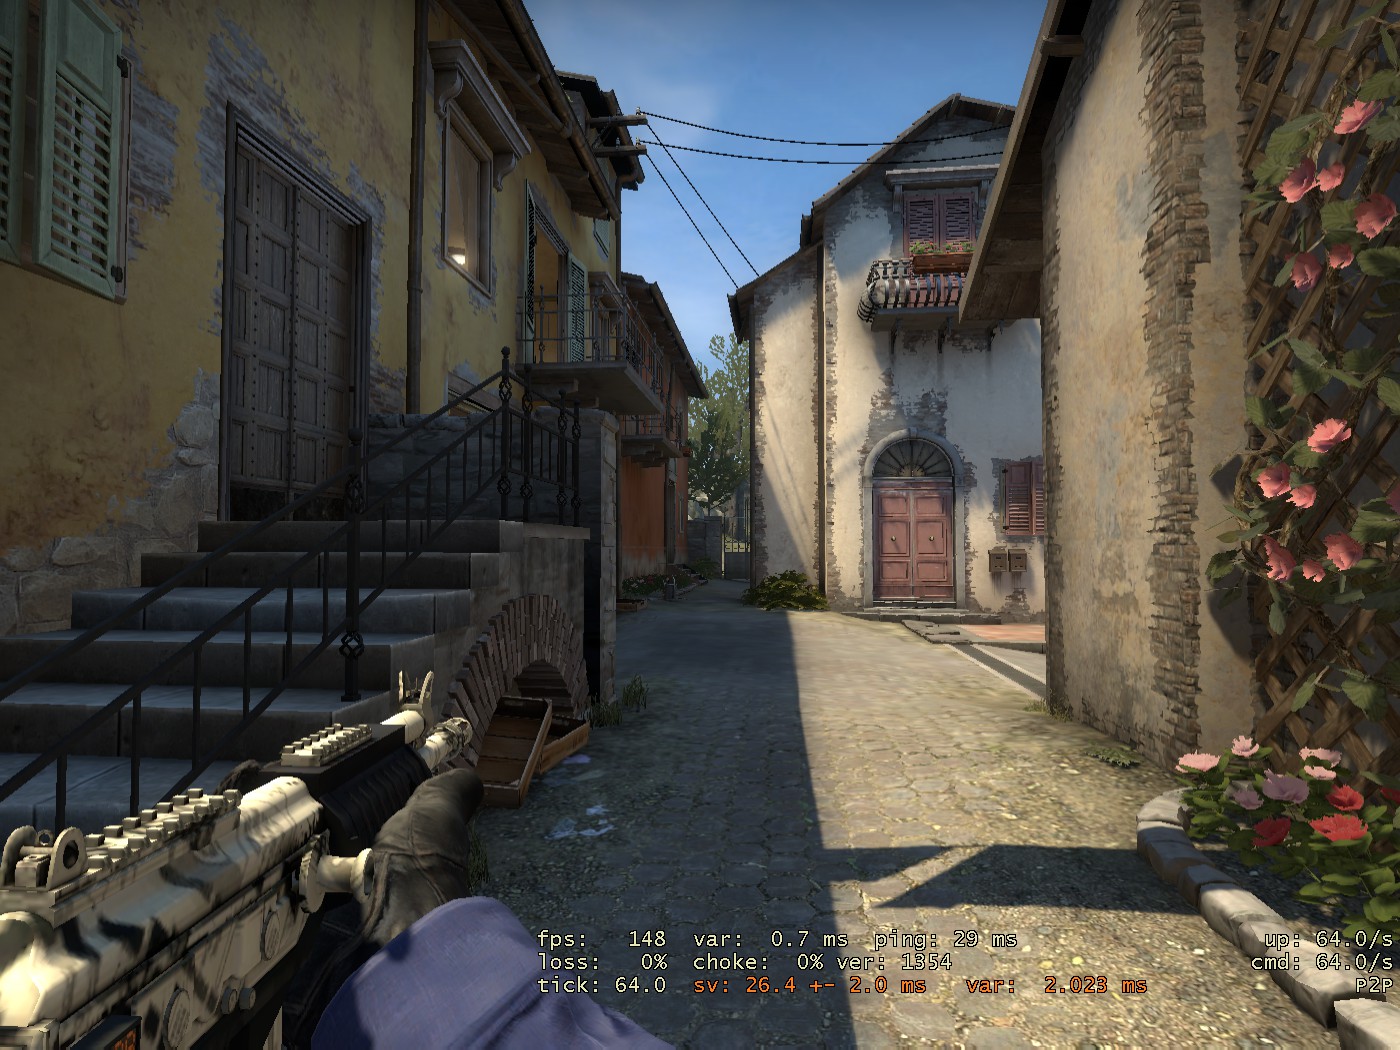 fps: 148 var: 0.7 ms ping: 29 ms up: 64.0/s
loss: 0% choke: 0% ver: 1354 cmd: 64.0/s
tick: 64.0 sv: 26.4 +- 2.0 ms var: 2.023 ms P2P